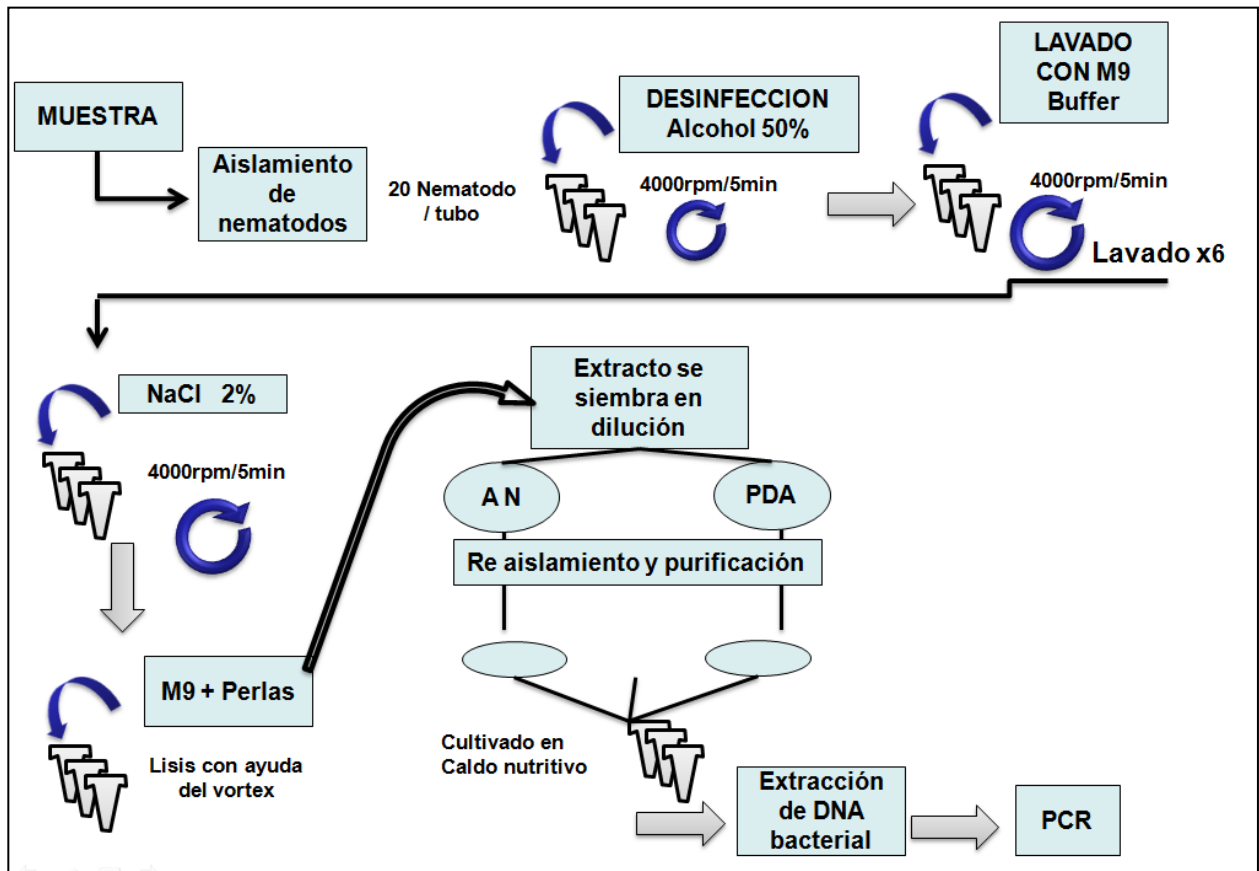 MUESTRA
Aislamiento
de
nematodos
20 Nematodo
/ tubo
DESINFECCION
Alcohol 50%
4000rpm/5min
LAVADO
CON M9
Buffer
4000rpm/5min
Lavado x6
NaCl 2%
4000rpm/5min
M9 + Perlas
Lisis con ayuda
del vortex
Extracto se
siembra en
dilución
A N
PDA
Re aislamiento y purificación
Cultivado en
Caldo nutritivo
Extracción
de DNA
bacterial
PCR